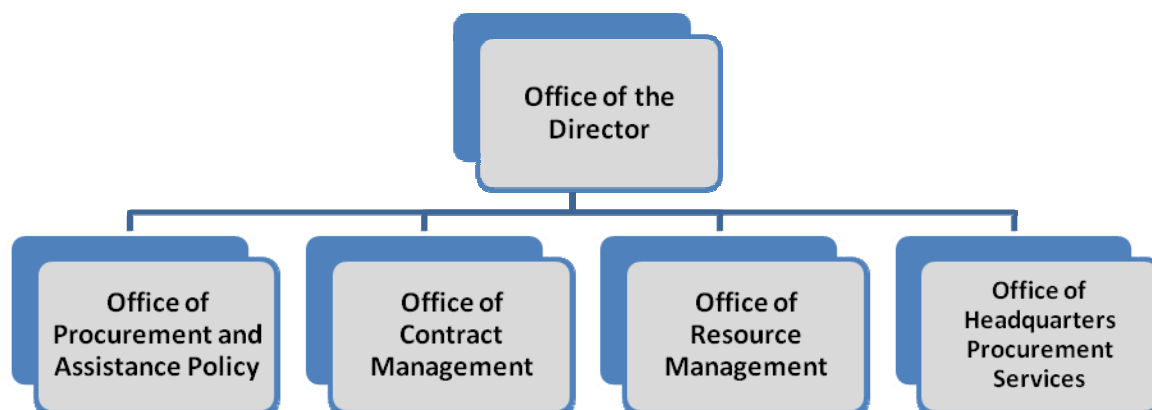 Office of the
Director
Office of
Procurement and
Assistance Policy
Office of
Contract
Management
Office of
Resource
Management
Office of
Headquarters
Procurement
Services